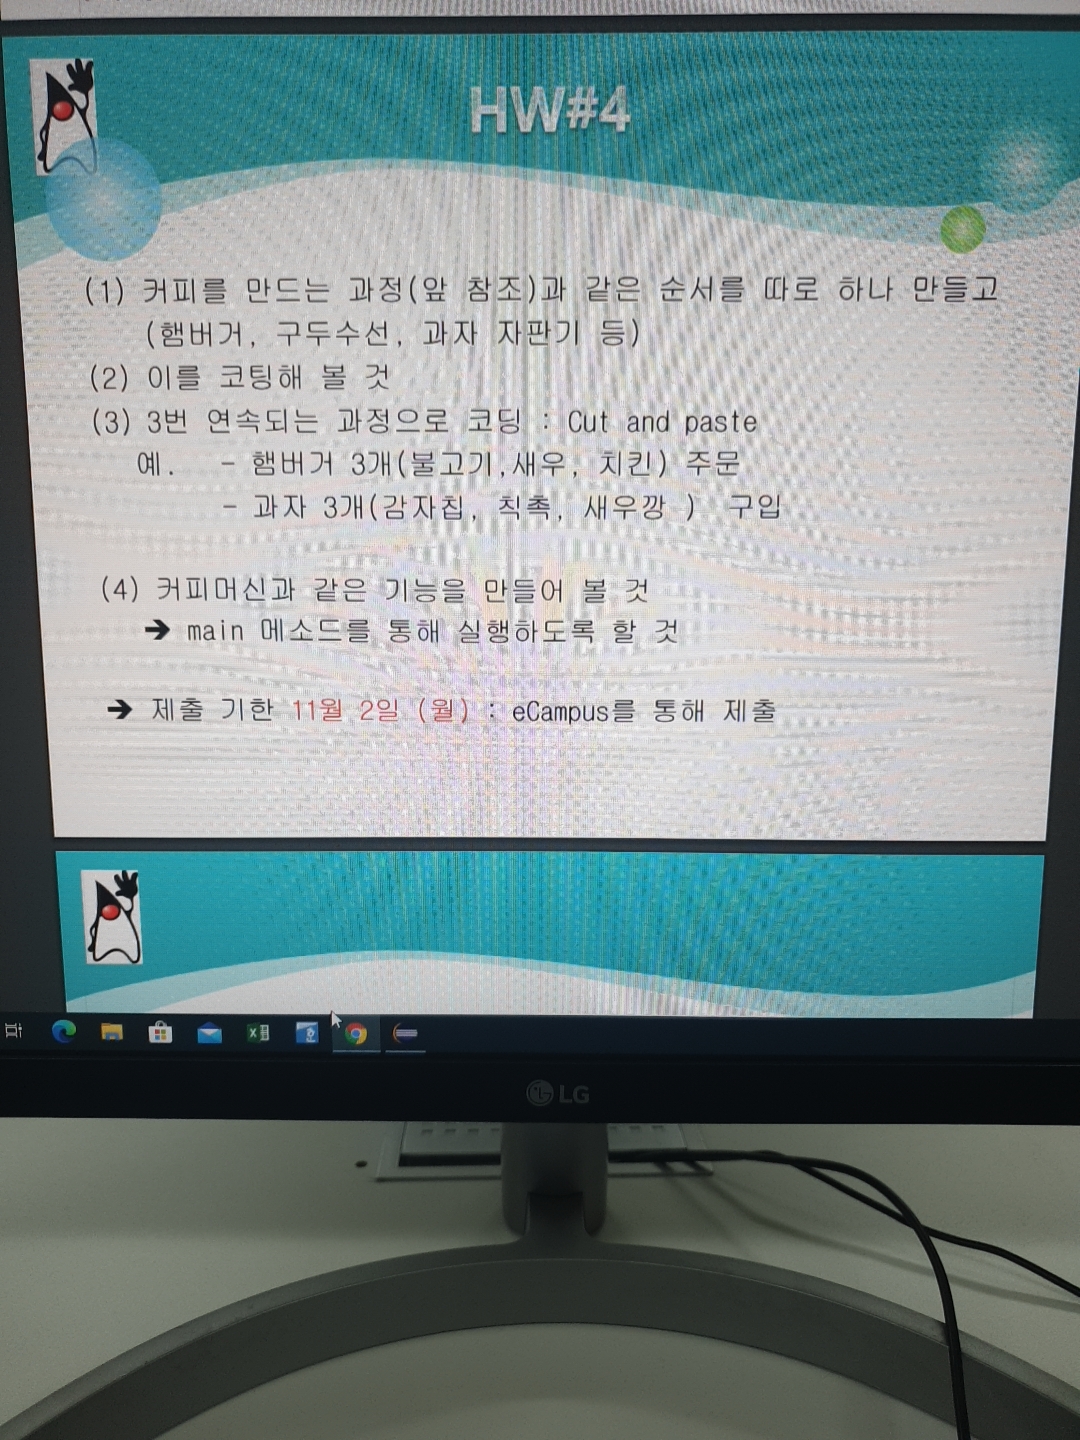 HW#4
(1) 커피를 만드는 과정(앞 참조)과 같은 순서를 따로 하나 만들고
(햄버거, 구두수선, 과자 자판기 등)
(2) 이를 코팅해 볼 것
(3) 3번 연속되는 과정으로 코딩 : Cut and paste
예. - 햄버거 3개(불고기,새우, 치킨) 주문
- 과자 3개(감자칩, 칙촉, 새우깡 ) 구입
(4) 커피머신과 같은 기능을 만들어 볼 것
➔ main 메소드를 통해 실행하도록 할 것
➔ 제출 기한 11월 2일 (월) : eCampus를 통해 제출
LG